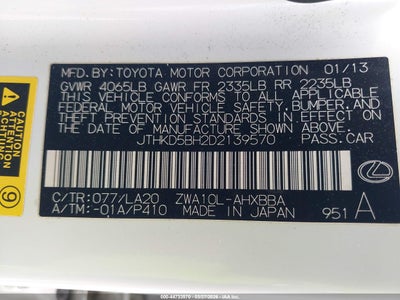 MFD.BY: TOYOTA MOTOR CORPORATION 01/13
GVWR 4065LB GAWR FR 2335LB RR 2235LB
THIS VEHICLE CONFORMS TO ALL APPLICABLE
FEDERAL MOTOR VEHICLE SAFETY, BUMPER, AND
THEFT PREVENTION STANDARDS IN EFFECT ON
THE DATE OF MANUFACTURE SHOWN ABOVE.
JTHKD5BH2D2139570 PASS.CAR
C/TR: 077/LA20 ZWA10L-AHXBBA
A/TM: -01A/P410 MADE IN JAPAN 951 A
6